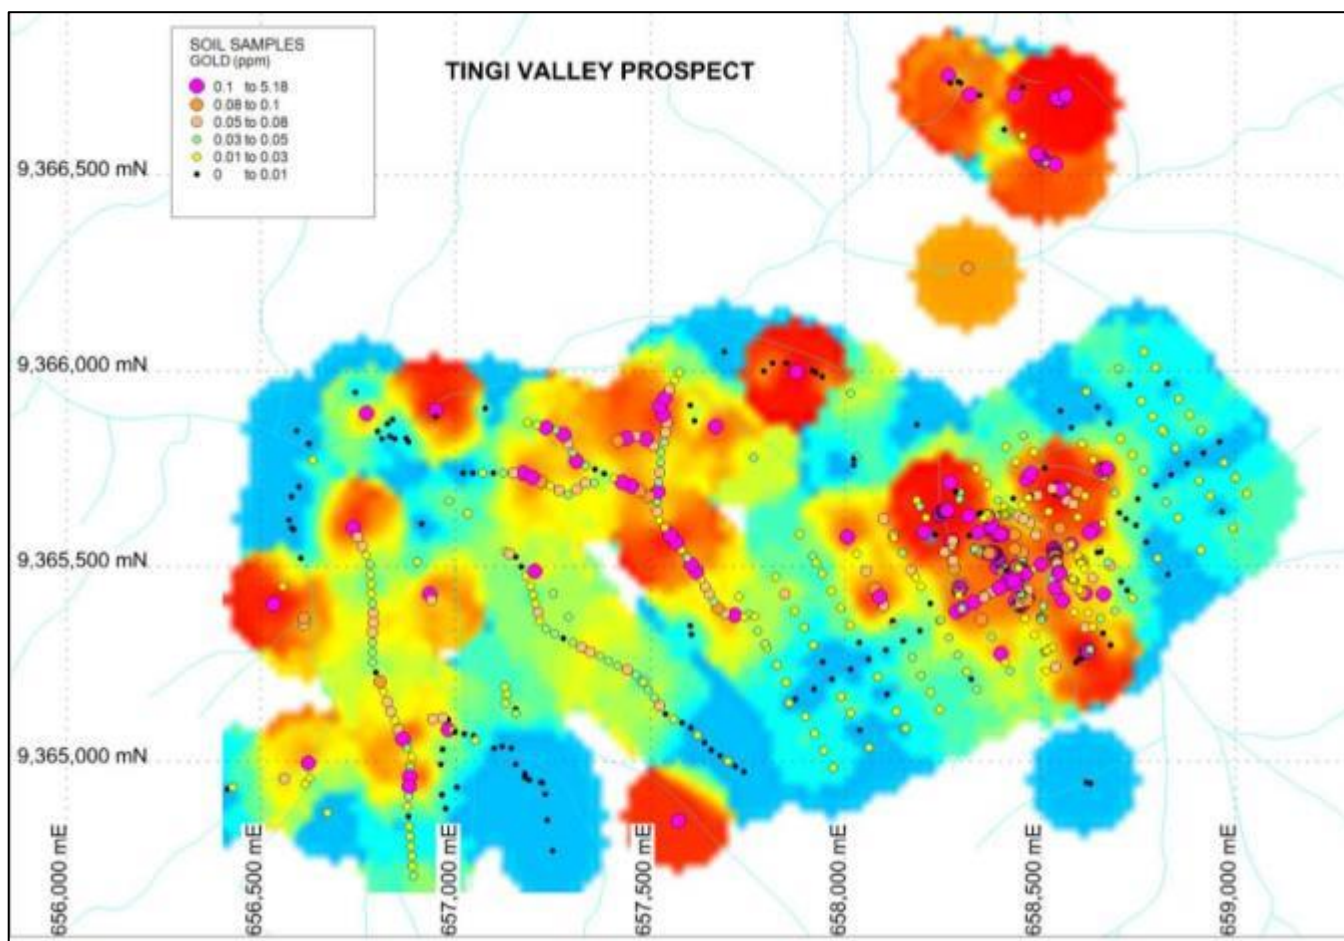 SOIL SAMPLES
GOLD (ppm)
0.1 to 5.18
0.08 to 0.1
0.05 to 0.08
0.03 to 0.05
0.01 to 0.03
0 to 0.01
TINGI VALLEY PROSPECT
9,366,500 mN
9,366,000 mN
9,365,500 mN
9,365,000 mN
656,000 mE
656,500 mE
657,000 mE
657,500 mE
658,000 mE
658,500 mE
659,000 mE